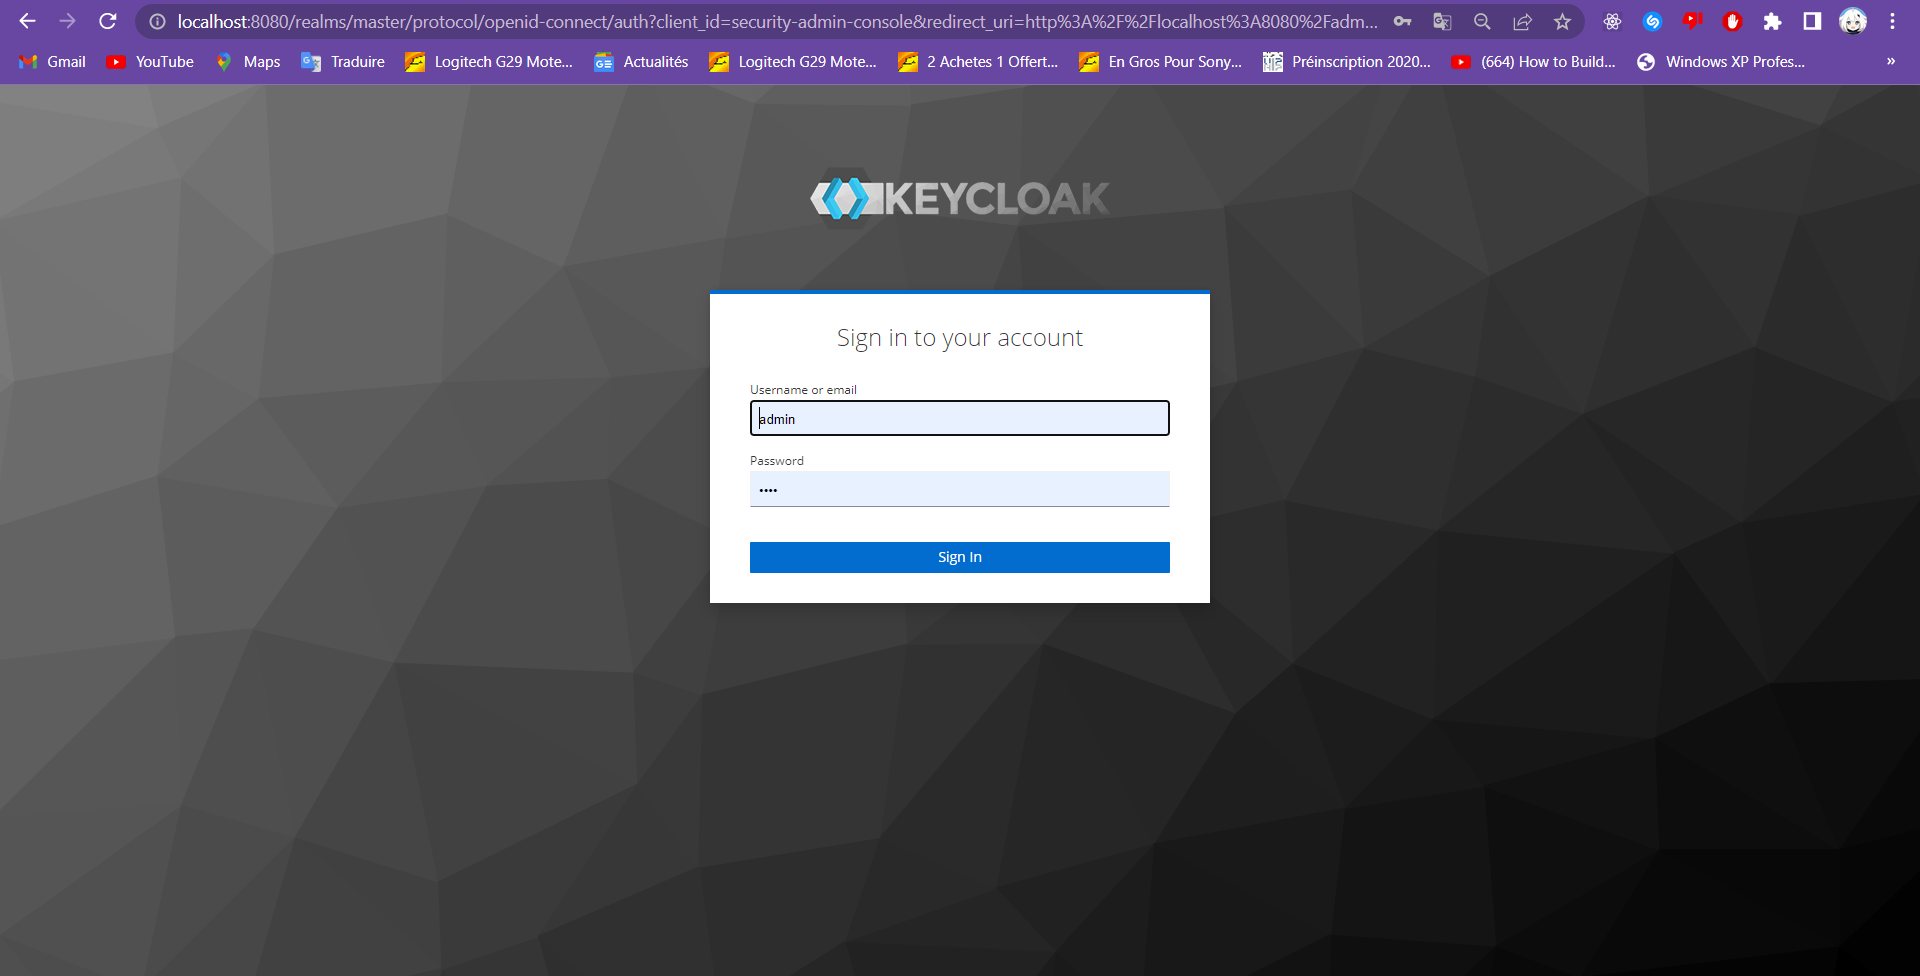 localhost:8080/realms/master/protocol/openid-connect/auth?client_id=security-admin-console&redirect_uri=http%3A%2F%2Flocalhost%3A8080%2Fadm...
Gmail YouTube Maps Traduire Logitech G29 Mote... Actualités Logitech G29 Mote... 2 Achetes 1 Offert... En Gros Pour Sony... Préinscription 2020... (664) How to Build... Windows XP Profes... »
KEYCLOAK
Sign in to your account
Username or email
admin
Password
••••
Sign In